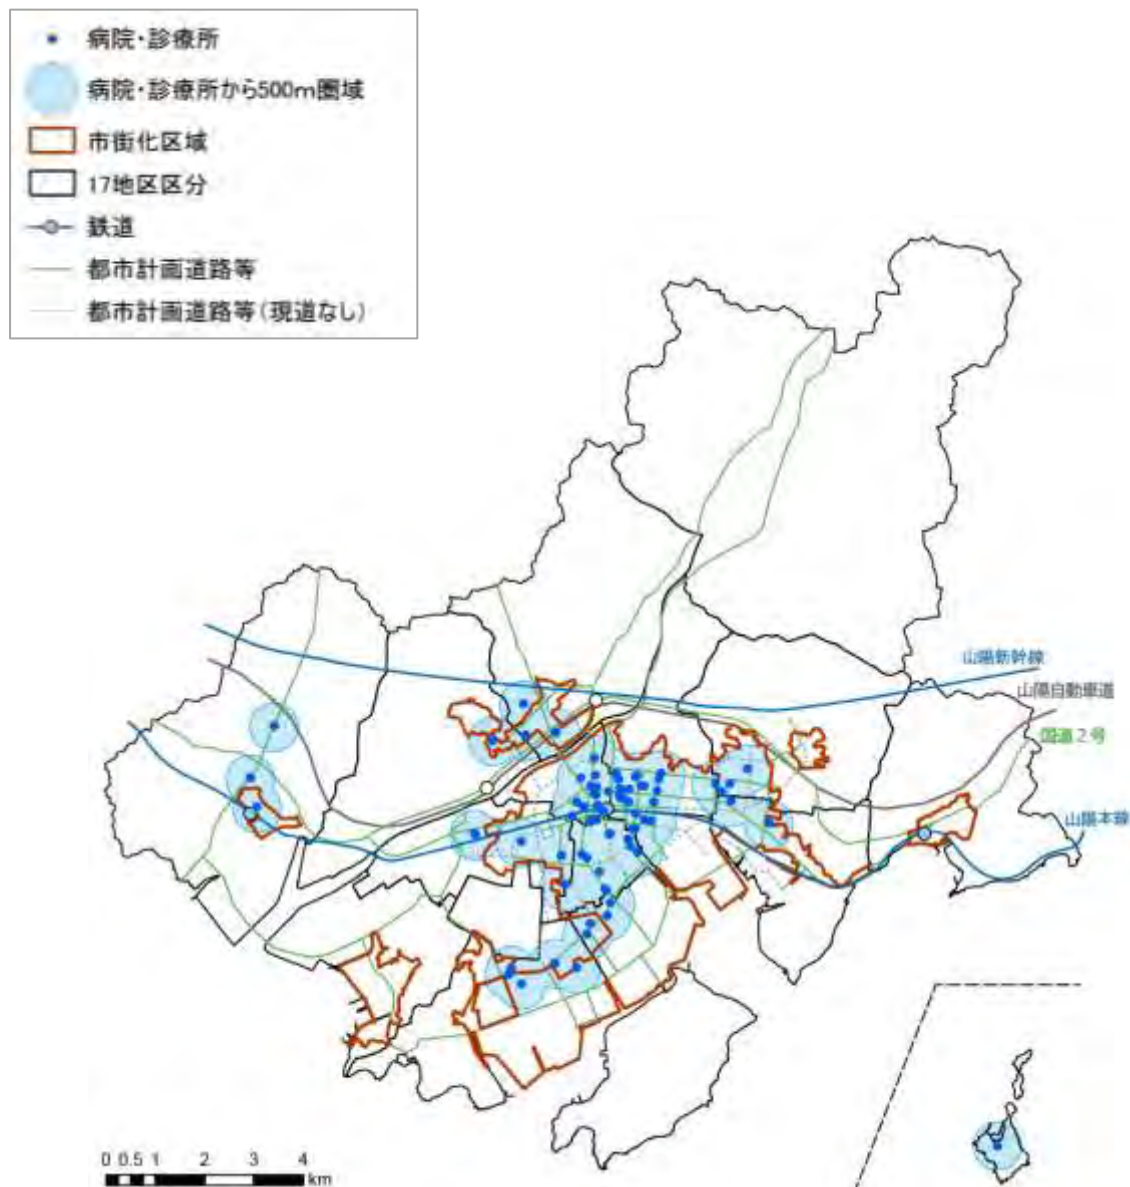 病院・診療所
病院・診療所から500m圏域
市街化区域
17地区区分
鉄道
都市計画道路等
都市計画道路等(現道なし)
山陽新幹線
山陽自動車道
国道2号
山陽本線
0 0.5 1 2 3 4
km